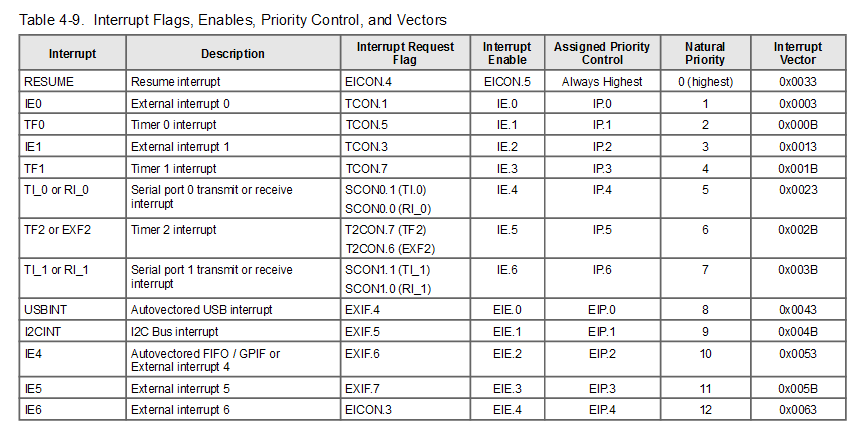 Table 4-9. Interrupt Flags, Enables, Priority Control, and Vectors
Interrupt Description Interrupt Request Flag Interrupt Enable Assigned Priority Control Natural Priority Interrupt Vector
RESUME Resume interrupt EICON.4 EICON.5 Always Highest 0 (highest) 0x0033
IE0 External interrupt 0 TCON.1 IE.0 IP.0 1 0x0003
TF0 Timer 0 interrupt TCON.5 IE.1 IP.1 2 0x000B
IE1 External interrupt 1 TCON.3 IE.2 IP.2 3 0x0013
TF1 Timer 1 interrupt TCON.7 IE.3 IP.3 4 0x001B
TI_0 or RI_0 Serial port 0 transmit or receive interrupt SCON0.1 (TI.0) SCON0.0 (RI_0) IE.4 IP.4 5 0x0023
TF2 or EXF2 Timer 2 interrupt T2CON.7 (TF2) T2CON.6 (EXF2) IE.5 IP.5 6 0x002B
TI_1 or RI_1 Serial port 1 transmit or receive interrupt SCON1.1 (TI_1) SCON1.0 (RI_1) IE.6 IP.6 7 0x003B
USBINT Autovectored USB interrupt EXIF.4 EIE.0 EIP.0 8 0x0043
I2CINT I2C Bus interrupt EXIF.5 EIE.1 EIP.1 9 0x004B
IE4 Autovectored FIFO / GPIF or External interrupt 4 EXIF.6 EIE.2 EIP.2 10 0x0053
IE5 External interrupt 5 EXIF.7 EIE.3 EIP.3 11 0x005B
IE6 External interrupt 6 EICON.3 EIE.4 EIP.4 12 0x0063